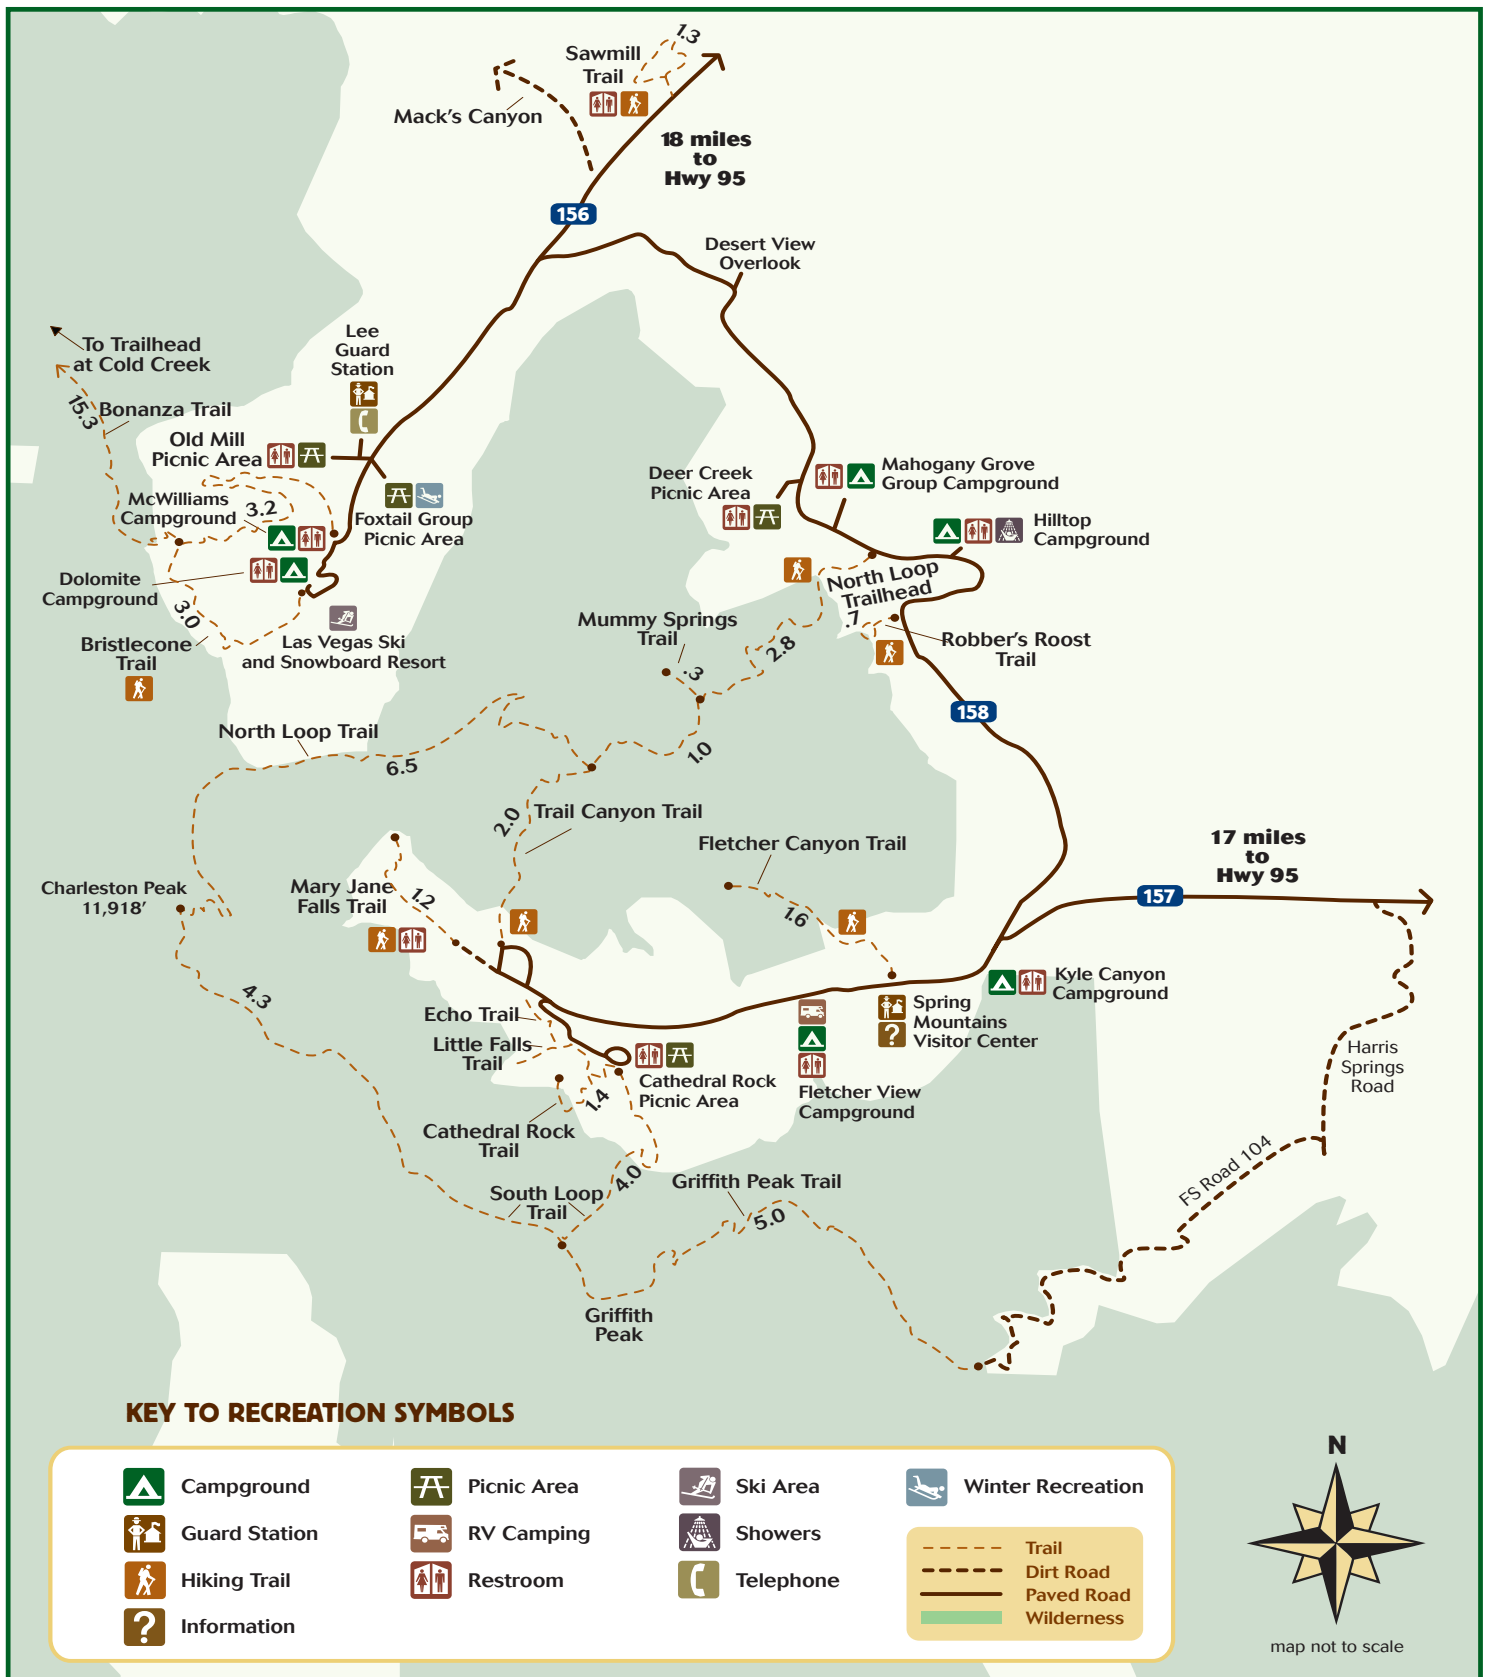 1.3
Sawmill
Trail
Mack's Canyon
18 miles
to
Hwy 95
156
Desert View
Overlook
Lee
Guard
Station
To Trailhead
at Cold Creek
15.3
Bonanza Trail
Old Mill
Picnic Area
McWilliams
Campground
3.2
Foxtail Group
Picnic Area
Deer Creek
Picnic Area
Mahogany Grove
Group Campground
Hilltop
Campground
Dolomite
Campground
3.0
Bristlecone
Trail
Las Vegas Ski
and Snowboard Resort
North Loop
Trailhead
.7
Robber's Roost
Trail
Mummy Springs
Trail
.3
2.8
158
North Loop Trail
6.5
1.0
2.0
Trail Canyon Trail
Fletcher Canyon Trail
1.6
17 miles
to
Hwy 95
157
Charleston Peak
11,918'
Mary Jane
Falls Trail
1.2
4.3
Echo Trail
Little Falls
Trail
Cathedral Rock
Picnic Area
1.4
Cathedral Rock
Trail
Spring
Mountains
Visitor Center
Kyle Canyon
Campground
Fletcher View
Campground
Harris
Springs
Road
FS Road 104
South Loop
Trail
4.0
Griffith Peak Trail
5.0
Griffith
Peak
KEY TO RECREATION SYMBOLS
Campground
Guard Station
Hiking Trail
?
Information
Picnic Area
RV Camping
Restroom
Ski Area
Showers
Telephone
Winter Recreation
Trail
Dirt Road
Paved Road
Wilderness
N
map not to scale